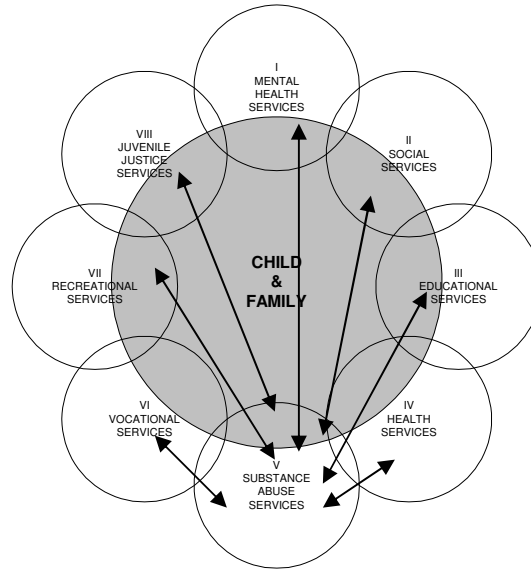 I
MENTAL
HEALTH
SERVICES
II
SOCIAL
SERVICES
III
EDUCATIONAL SERVICES
IV
HEALTH
SERVICES
V
SUBSTANCE
ABUSE
SERVICES
VI
VOCATIONAL
SERVICES
VII
RECREATIONAL
SERVICES
VIII
JUVENILE
JUSTICE
SERVICES
CHILD
&
FAMILY